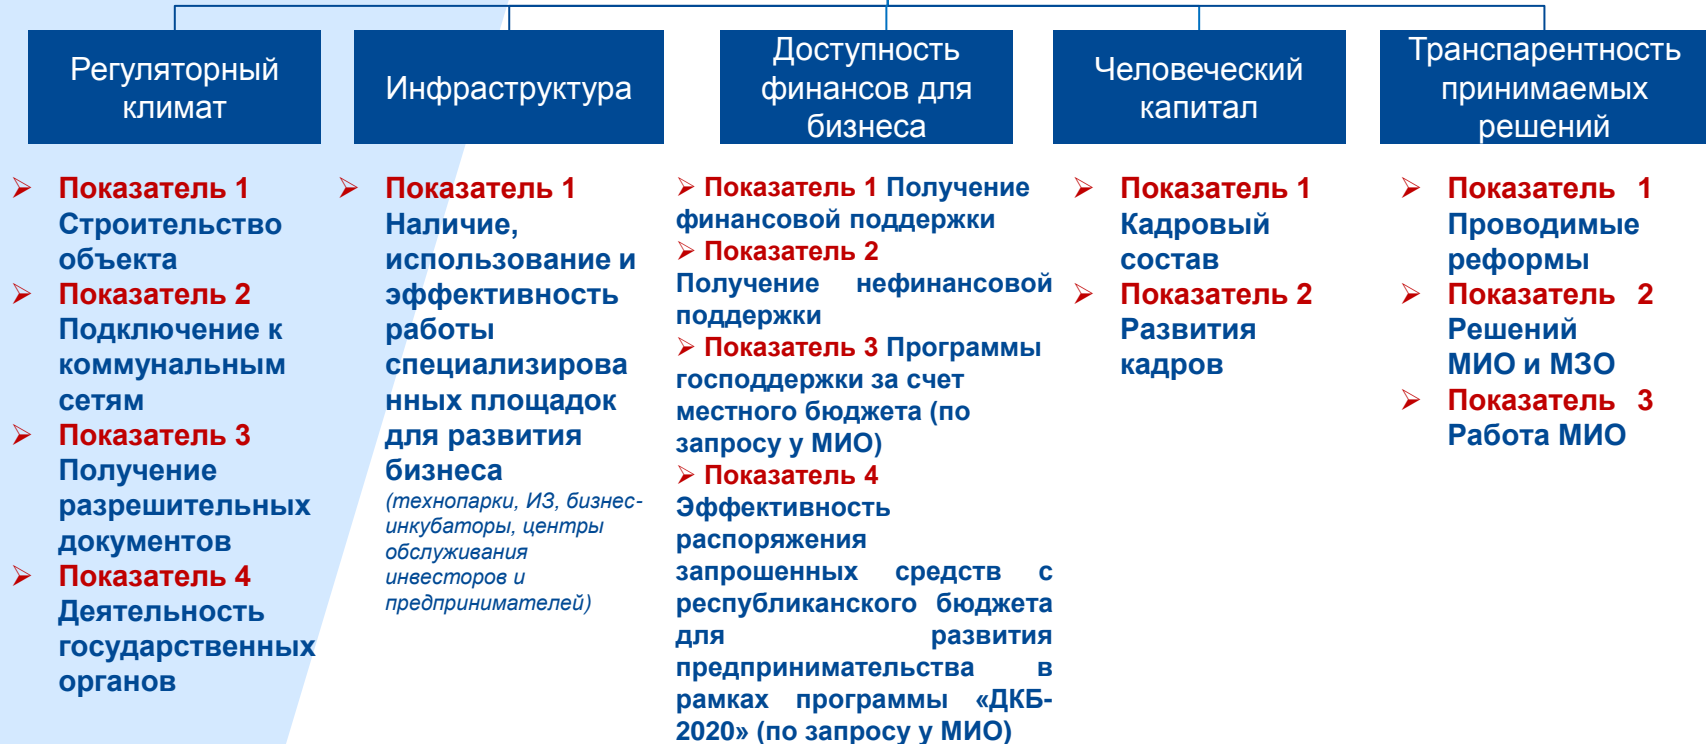 Регуляторный
климат
Инфраструктура
Доступность
финансов для
бизнеса
Человеческий
капитал
Транспарентность
принимаемых
решений
➢ Показатель 1
Строительство
объекта
➢ Показатель 2
Подключение к
коммунальным
сетям
➢ Показатель 3
Получение
разрешительных
документов
➢ Показатель 4
Деятельность
государственных
органов
➢ Показатель 1
Наличие,
использование и
эффективность
работы
специализирова
нных площадок
для развития
бизнеса
(технопарки, ИЗ, бизнес-
инкубаторы, центры
обслуживания
инвесторов и
предпринимателей)
➢ Показатель 1 Получение
финансовой поддержки
➢ Показатель 2
Получение нефинансовой
поддержки
➢ Показатель 3 Программы
господдержки за счет
местного бюджета (по
запросу у МИО)
➢ Показатель 4
Эффективность
распоряжения
запрошенных средств с
республиканского бюджета
для развития
предпринимательства в
рамках программы «ДКБ-
2020» (по запросу у МИО)
➢ Показатель 1
Кадровый
состав
➢ Показатель 2
Развития
кадров
➢ Показатель 1
Проводимые
реформы
➢ Показатель 2
Решений
МИО и МЗО
➢ Показатель 3
Работа МИО